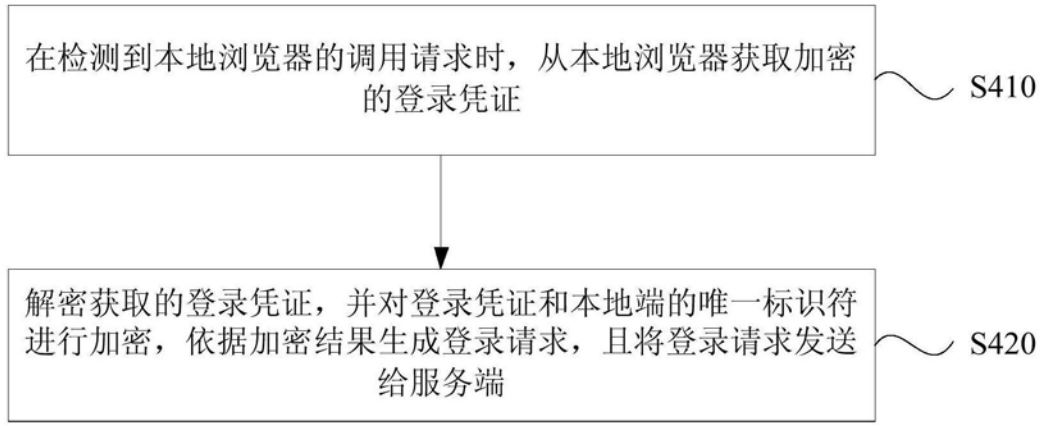 在检测到本地浏览器的调用请求时，从本地浏览器获取加密
的登录凭证
S410
解密获取的登录凭证，并对登录凭证和本地端的唯一标识符
进行加密，依据加密结果生成登录请求，且将登录请求发送
给服务端
S420